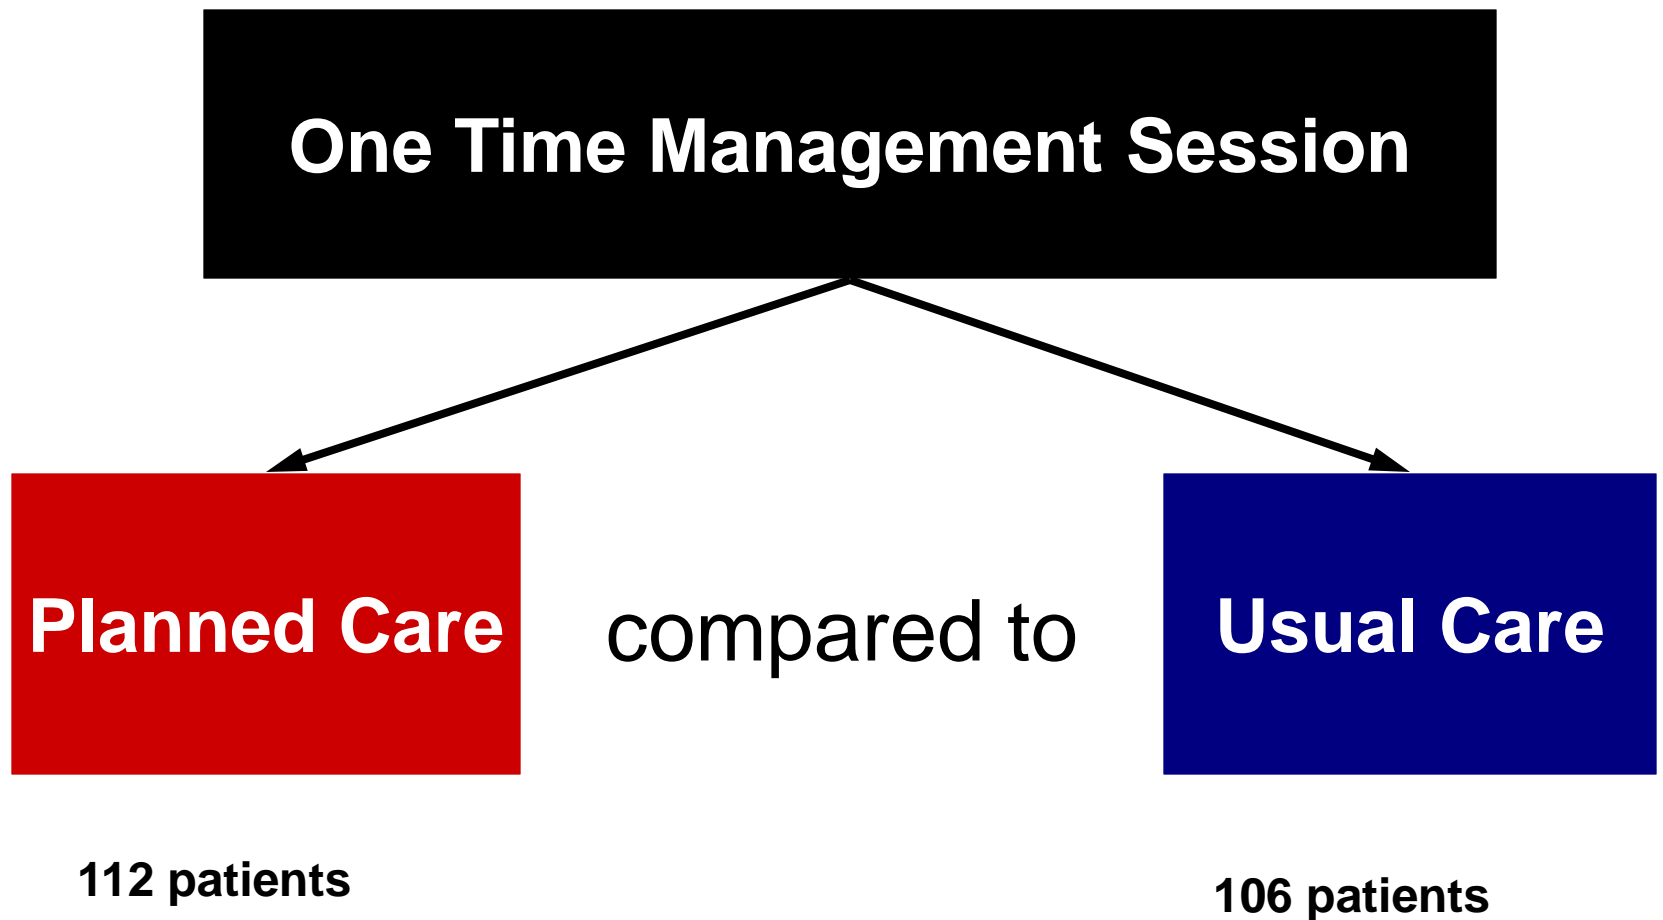 One Time Management Session
Planned Care
compared to
Usual Care
112 patients
106 patients